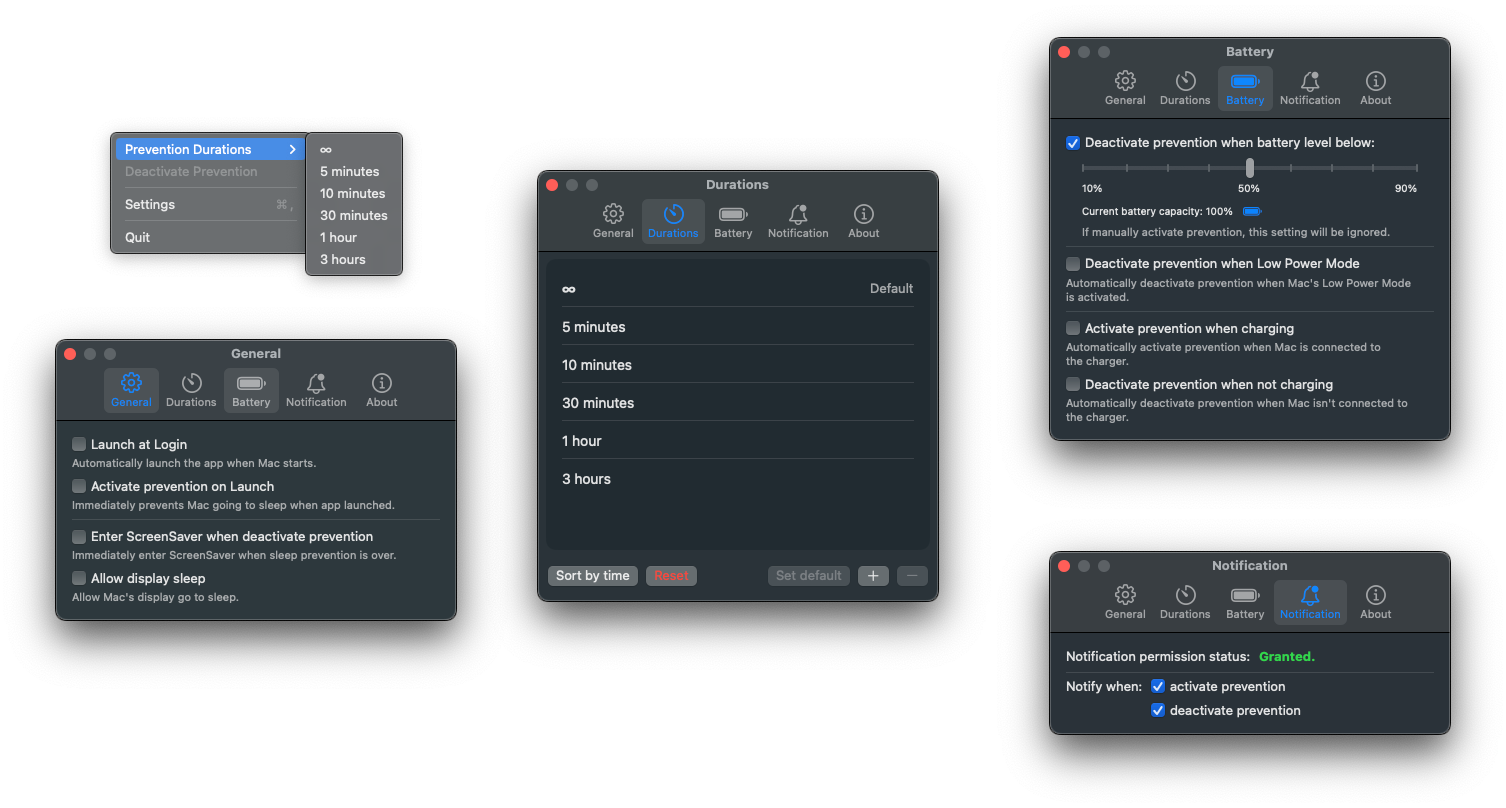 Prevention Durations
Deactivate Prevention
Settings ⌘ ,
Quit
∞
5 minutes
10 minutes
30 minutes
1 hour
3 hours
General
General Durations Battery Notification About
Launch at Login
Automatically launch the app when Mac starts.
Activate prevention on Launch
Immediately prevents Mac going to sleep when app launched.
Enter ScreenSaver when deactivate prevention
Immediately enter ScreenSaver when sleep prevention is over.
Allow display sleep
Allow Mac's display go to sleep.
Durations
General Durations Battery Notification About
∞ Default
5 minutes
10 minutes
30 minutes
1 hour
3 hours
Sort by time Reset Set default + −
Battery
General Durations Battery Notification About
Deactivate prevention when battery level below:
10% 50% 90%
Current battery capacity: 100%
If manually activate prevention, this setting will be ignored.
Deactivate prevention when Low Power Mode
Automatically deactivate prevention when Mac's Low Power Mode
is activated.
Activate prevention when charging
Automatically activate prevention when Mac is connected to
the charger.
Deactivate prevention when not charging
Automatically deactivate prevention when Mac isn't connected to
the charger.
Notification
General Durations Battery Notification About
Notification permission status: Granted.
Notify when: activate prevention
deactivate prevention